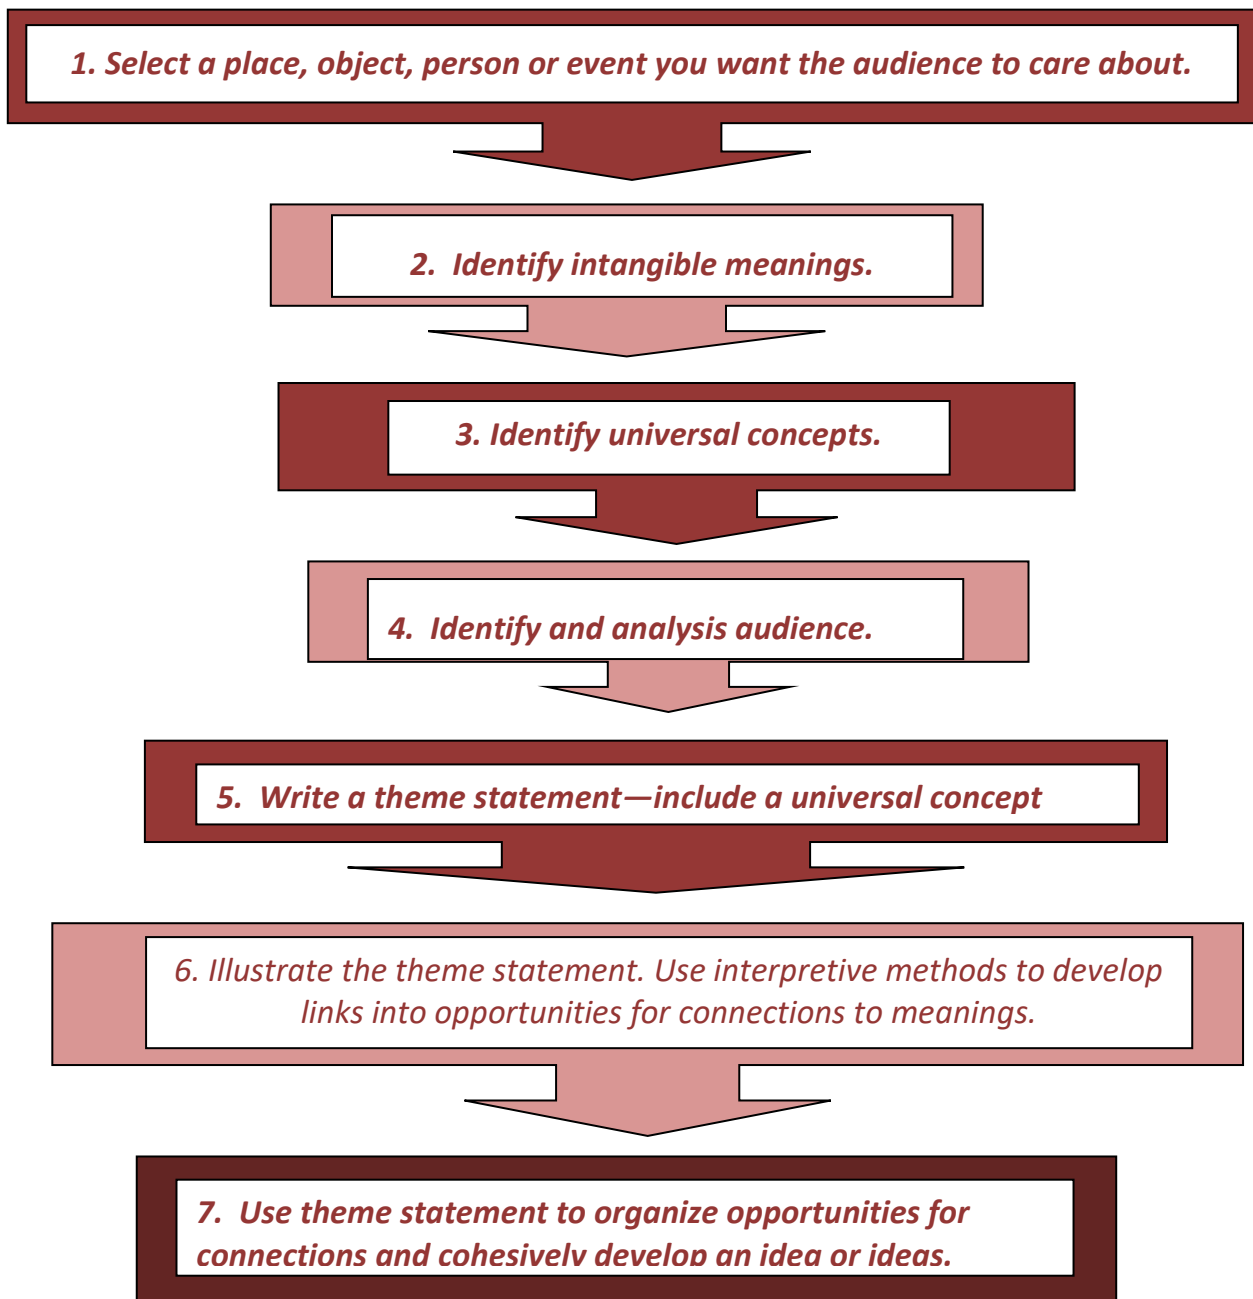 1. Select a place, object, person or event you want the audience to care about.
2. Identify intangible meanings.
3. Identify universal concepts.
4. Identify and analysis audience.
5. Write a theme statement—include a universal concept
6. Illustrate the theme statement. Use interpretive methods to develop
links into opportunities for connections to meanings.
7. Use theme statement to organize opportunities for
connections and cohesively develop an idea or ideas.